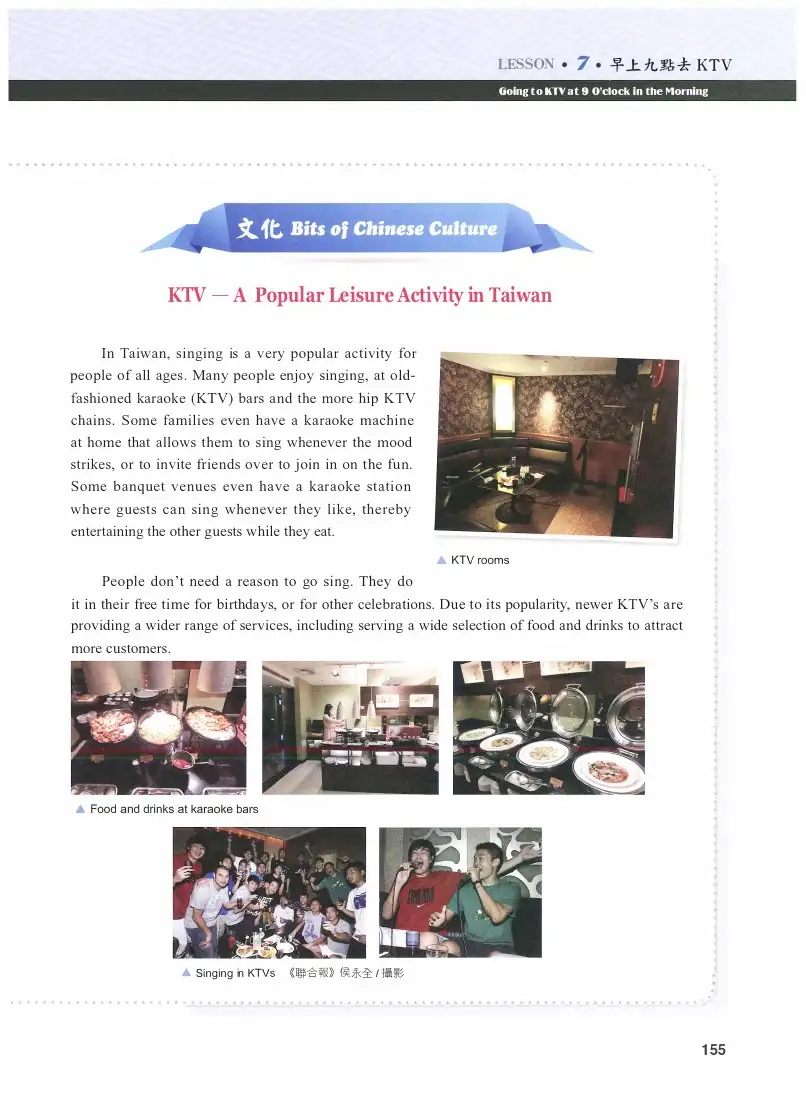 LESSON • 7 • 早上九點去 KTV
Going to KTV at 9 O'clock in the Morning
文化 Bits of Chinese Culture
KTV — A Popular Leisure Activity in Taiwan
In Taiwan, singing is a very popular activity for
people of all ages. Many people enjoy singing, at old-
fashioned karaoke (KTV) bars and the more hip KTV
chains. Some families even have a karaoke machine
at home that allows them to sing whenever the mood
strikes, or to invite friends over to join in on the fun.
Some banquet venues even have a karaoke station
where guests can sing whenever they like, thereby
entertaining the other guests while they eat.
▲ KTV rooms
People don't need a reason to go sing. They do
it in their free time for birthdays, or for other celebrations. Due to its popularity, newer KTV's are
providing a wider range of services, including serving a wide selection of food and drinks to attract
more customers.
▲ Food and drinks at karaoke bars
▲ Singing in KTVs 《聯合報》侯永全 / 攝影
155